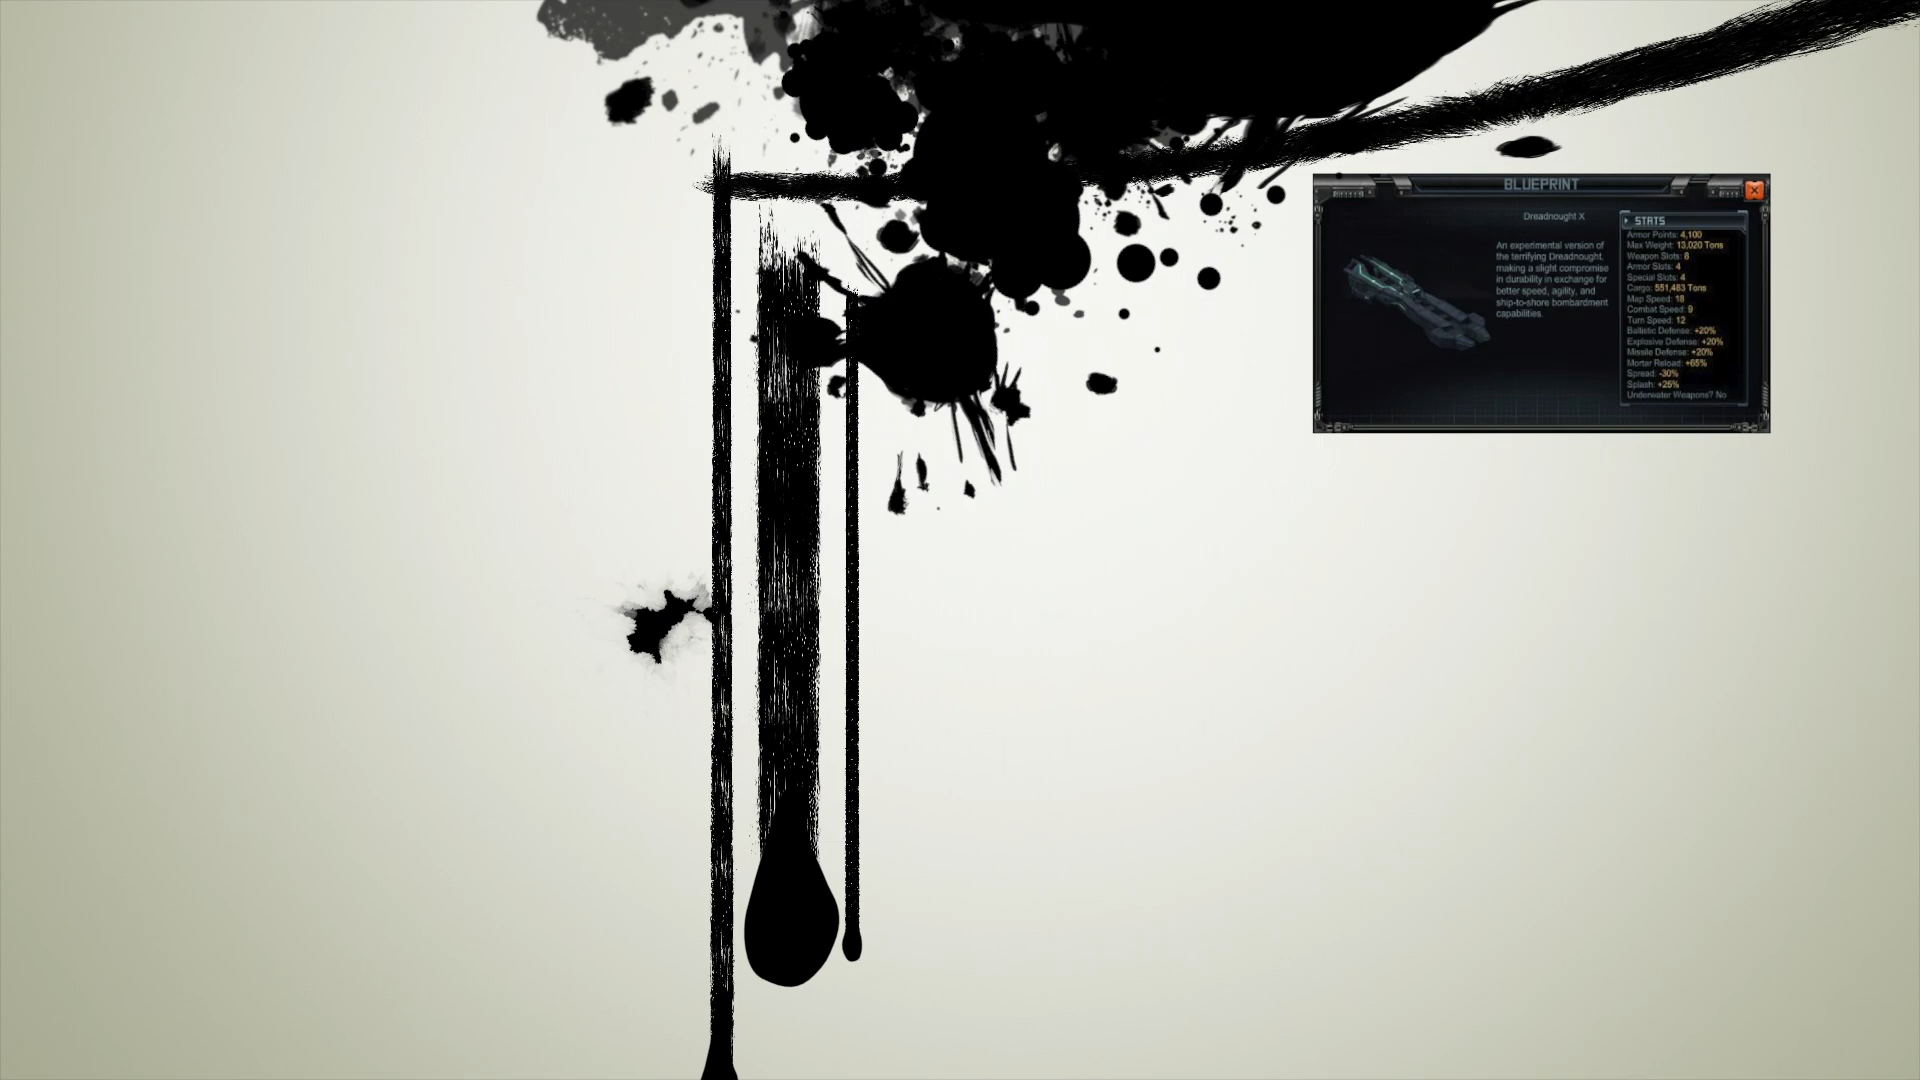 BLUEPRINT
Dreadnought X
An experimental version of
the terrifying Dreadnought,
making a slight compromise
in durability in exchange for
better speed, agility, and
ship-to-shore bombardment
capabilities.
STATS
Armor Points: 4,100
Max Weight: 13,020 Tons
Weapon Slots: 8
Armor Slots: 4
Special Slots: 4
Cargo: 551,483 Tons
Map Speed: 18
Combat Speed: 9
Turn Speed: 12
Ballistic Defense: +20%
Explosive Defense: +20%
Missile Defense: +20%
Mortar Reload: +65%
Spread: -30%
Splash: +25%
Underwater Weapons? No